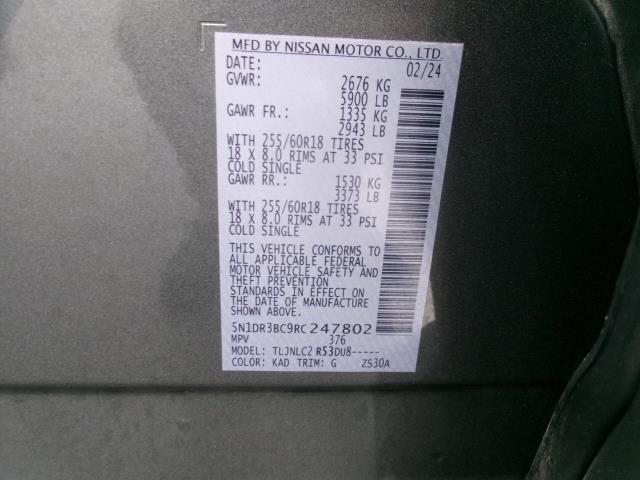 MFD BY NISSAN MOTOR CO., LTD.
DATE: 02/24
GVWR: 2676 KG
5900 LB
GAWR FR.: 1335 KG
2943 LB
WITH 255/60R18 TIRES
18 X 8.0 RIMS AT 33 PSI
COLD SINGLE
GAWR RR.: 1530 KG
3373 LB
WITH 255/60R18 TIRES
18 X 8.0 RIMS AT 33 PSI
COLD SINGLE
THIS VEHICLE CONFORMS TO
ALL APPLICABLE FEDERAL
MOTOR VEHICLE SAFETY AND
THEFT PREVENTION
STANDARDS IN EFFECT ON
THE DATE OF MANUFACTURE
SHOWN ABOVE.
5N1DR3BC9RC247802
MPV 376
MODEL: TLJNLC2 R53DU8-----
COLOR: KAD TRIM: G ZS30A